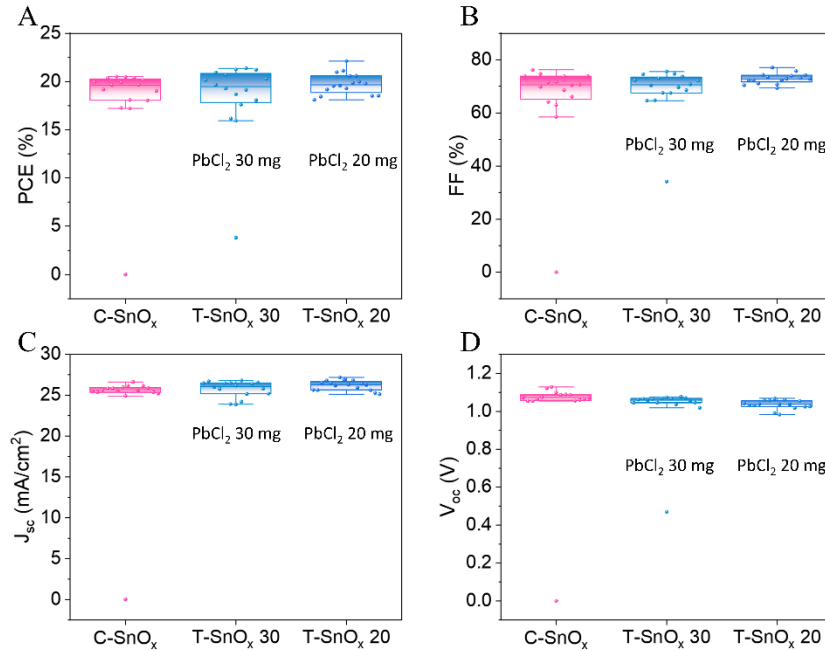 A
25
20
15
10
5
0
PCE (%)
PbCl₂ 30 mg
PbCl₂ 20 mg
C-SnOₓ
T-SnOₓ 30
T-SnOₓ 20
B
80
60
40
20
0
FF (%)
PbCl₂ 30 mg
PbCl₂ 20 mg
C-SnOₓ
T-SnOₓ 30
T-SnOₓ 20
C
30
25
20
15
10
5
0
J_sc (mA/cm²)
PbCl₂ 30 mg
PbCl₂ 20 mg
C-SnOₓ
T-SnOₓ 30
T-SnOₓ 20
D
1.2
1.0
0.8
0.6
0.4
0.2
0.0
V_oc (V)
PbCl₂ 30 mg
PbCl₂ 20 mg
C-SnOₓ
T-SnOₓ 30
T-SnOₓ 20